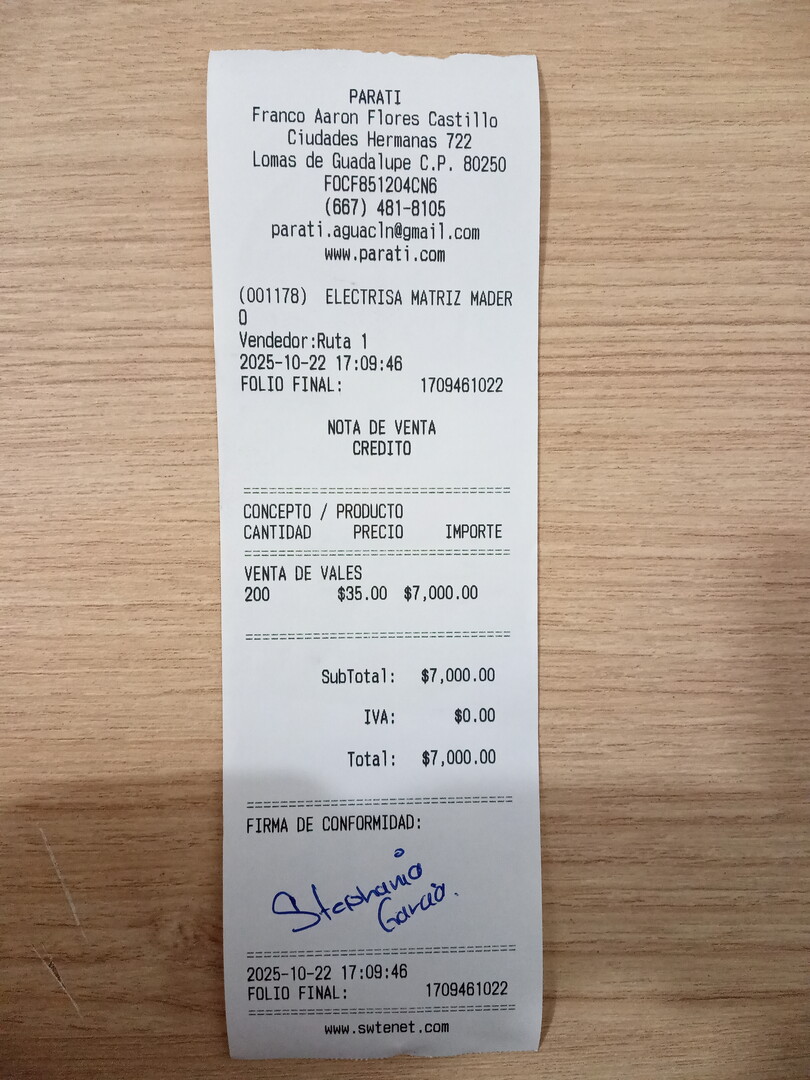 PARATI
Franco Aaron Flores Castillo
Ciudades Hermanas 722
Lomas de Guadalupe C.P. 80250
FOCF851204CN6
(667) 481-8105
parati.aguacln@gmail.com
www.parati.com
(001178) ELECTRISA MATRIZ MADER
O
Vendedor:Ruta 1
2025-10-22 17:09:46
FOLIO FINAL: 1709461022
NOTA DE VENTA
CREDITO
================================
CONCEPTO / PRODUCTO
CANTIDAD PRECIO IMPORTE
================================
VENTA DE VALES
200 $35.00 $7,000.00
================================
SubTotal: $7,000.00
IVA: $0.00
Total: $7,000.00
================================
FIRMA DE CONFORMIDAD:
Stephania
Garcia.
================================
2025-10-22 17:09:46
FOLIO FINAL: 1709461022
================================
www.swtenet.com